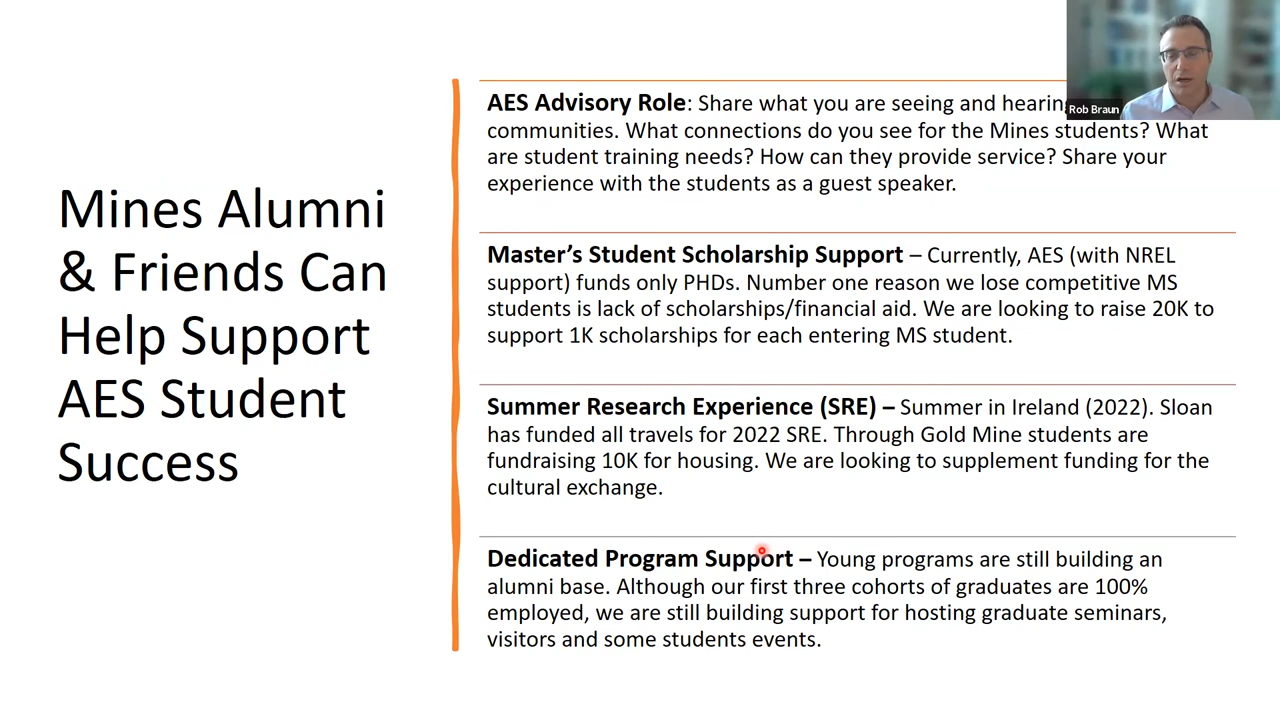 Mines Alumni
& Friends Can
Help Support
AES Student
Success
AES Advisory Role: Share what you are seeing and hearing
communities. What connections do you see for the Mines students? What
are student training needs? How can they provide service? Share your
experience with the students as a guest speaker.
Master’s Student Scholarship Support – Currently, AES (with NREL
support) funds only PHDs. Number one reason we lose competitive MS
students is lack of scholarships/financial aid. We are looking to raise 20K to
support 1K scholarships for each entering MS student.
Summer Research Experience (SRE) – Summer in Ireland (2022). Sloan
has funded all travels for 2022 SRE. Through Gold Mine students are
fundraising 10K for housing. We are looking to supplement funding for the
cultural exchange.
Dedicated Program Support – Young programs are still building an
alumni base. Although our first three cohorts of graduates are 100%
employed, we are still building support for hosting graduate seminars,
visitors and some students events.
Rob Braun